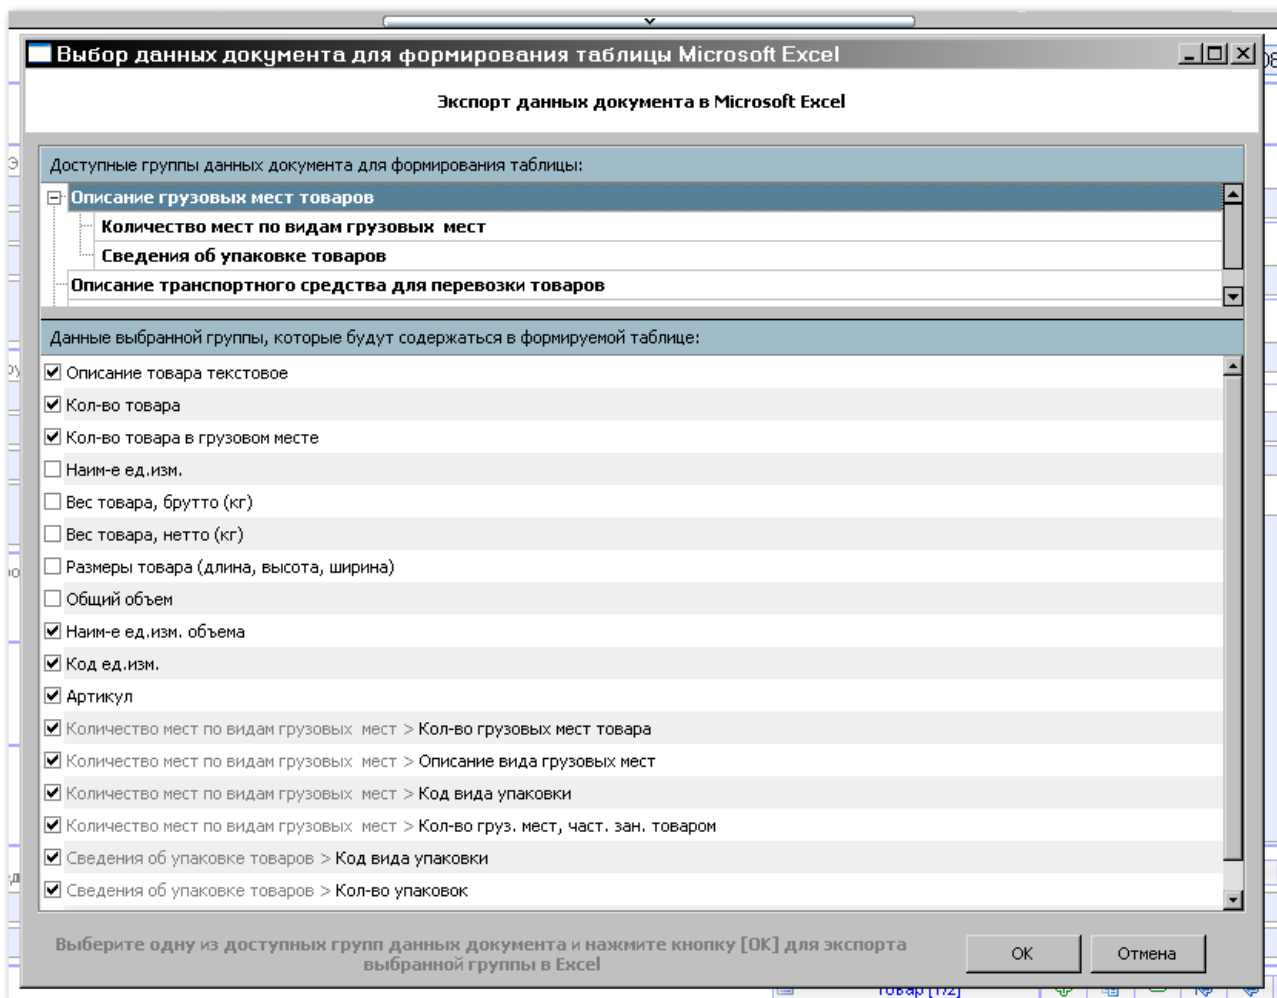 Выбор данных документа для формирования таблицы Microsoft Excel
Экспорт данных документа в Microsoft Excel
Доступные группы данных документа для формирования таблицы:
Описание грузовых мест товаров
Количество мест по видам грузовых мест
Сведения об упаковке товаров
Описание транспортного средства для перевозки товаров
Данные выбранной группы, которые будут содержаться в формируемой таблице:
Описание товара текстовое
Кол-во товара
Кол-во товара в грузовом месте
Наим-е ед.изм.
Вес товара, брутто (кг)
Вес товара, нетто (кг)
Размеры товара (длина, высота, ширина)
Общий объем
Наим-е ед.изм. объема
Код ед.изм.
Артикул
Количество мест по видам грузовых мест > Кол-во грузовых мест товара
Количество мест по видам грузовых мест > Описание вида грузовых мест
Количество мест по видам грузовых мест > Код вида упаковки
Количество мест по видам грузовых мест > Кол-во груз. мест, част. зан. товаром
Сведения об упаковке товаров > Код вида упаковки
Сведения об упаковке товаров > Кол-во упаковок
Выберите одну из доступных групп данных документа и нажмите кнопку [ОК] для экспорта
выбранной группы в Excel
ОК
Отмена
Товар [1/2]